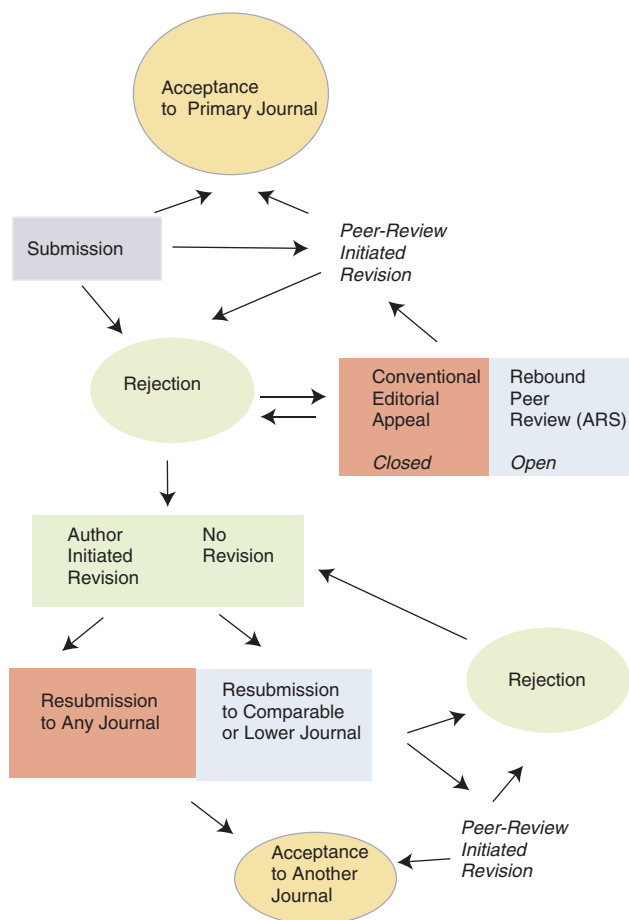 Acceptance
to Primary Journal
Submission
Peer-Review
Initiated
Revision
Rejection
Conventional
Editorial
Appeal
Closed
Rebound
Peer
Review (ARS)
Open
Author
Initiated
Revision
No
Revision
Rejection
Resubmission
to Any Journal
Resubmission
to Comparable
or Lower Journal
Peer-Review
Initiated
Revision
Acceptance
to Another
Journal